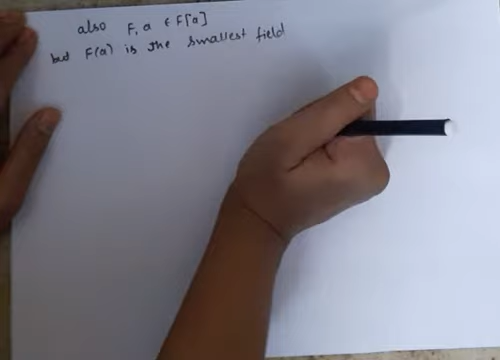 also F, a ∈ F[a]
but F(a) is the smallest field